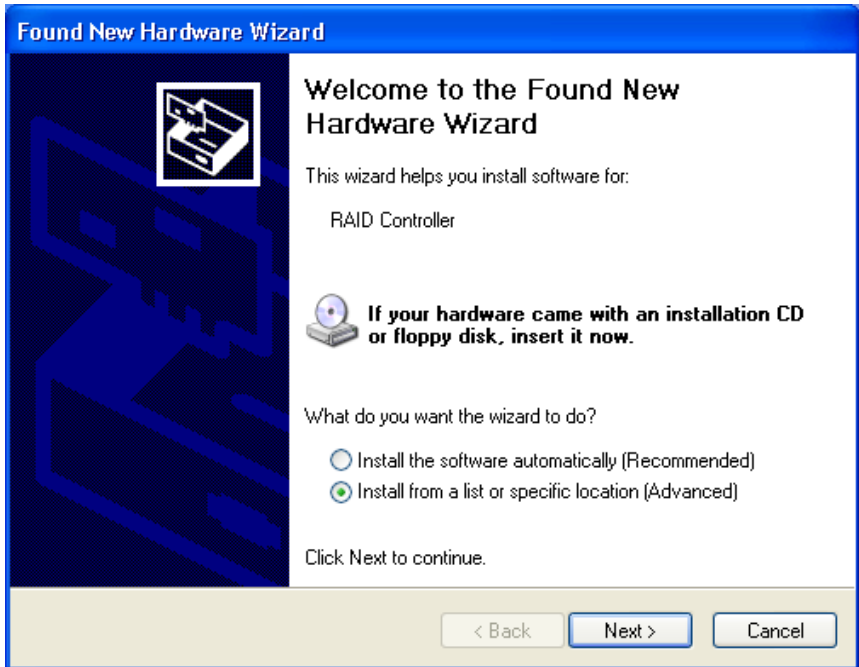 Found New Hardware Wizard
Welcome to the Found New
Hardware Wizard
This wizard helps you install software for:
RAID Controller
If your hardware came with an installation CD
or floppy disk, insert it now.
What do you want the wizard to do?
Install the software automatically (Recommended)
Install from a list or specific location (Advanced)
Click Next to continue.
< Back
Next >
Cancel